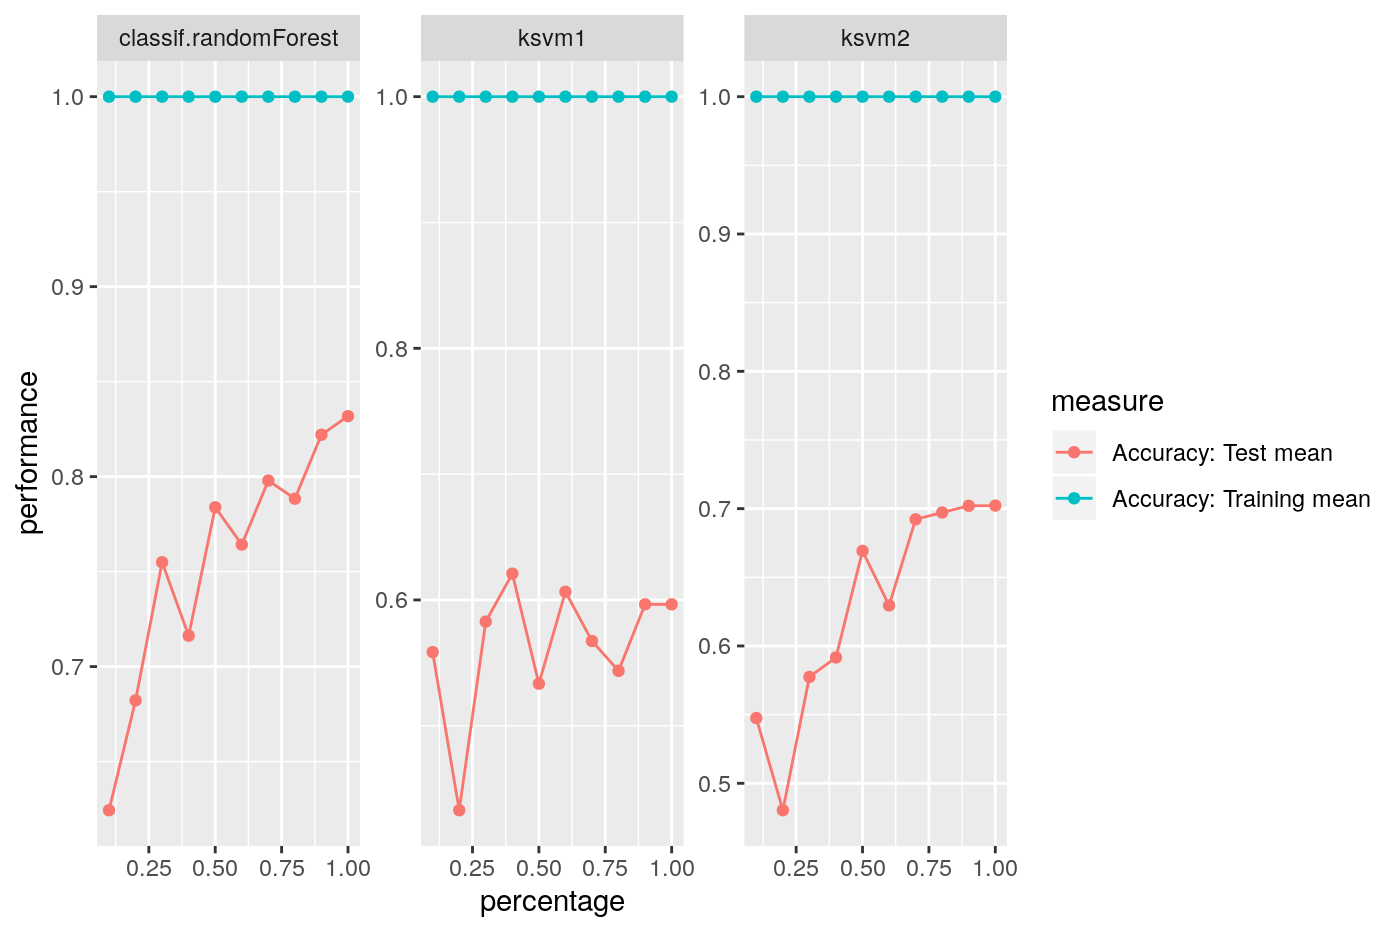 classif.randomForest ksvm1 ksvm2
1.0 1.0 1.0
0.9 0.8 0.9
0.8 0.6 0.8
0.7 0.7
0.6
0.5
performance
0.25 0.50 0.75 1.00 0.25 0.50 0.75 1.00 0.25 0.50 0.75 1.00
percentage
measure
Accuracy: Test mean
Accuracy: Training mean